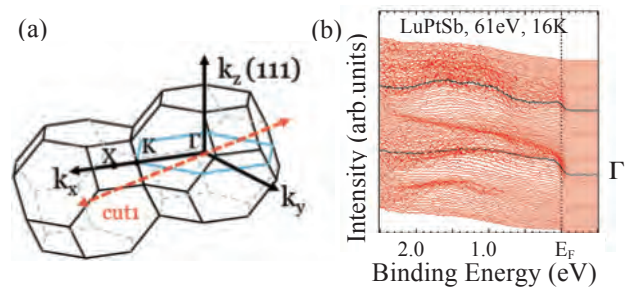 (a)
k_z (111)
K
Γ
X
k_x
k_y
cut1
(b)
LuPtSb, 61eV, 16K
Intensity (arb.units)
Γ
2.0 1.0 E_F
Binding Energy (eV)